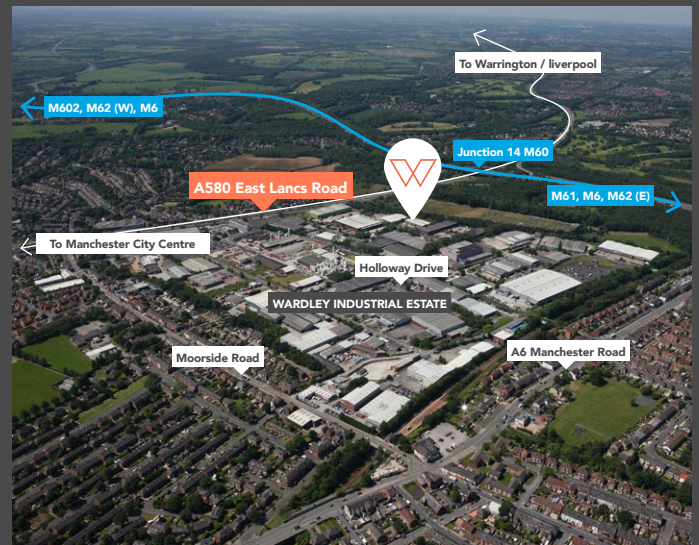 To Warrington / liverpool
M602, M62 (W), M6
Junction 14 M60
W
A580 East Lancs Road
M61, M6, M62 (E)
To Manchester City Centre
Holloway Drive
WARDLEY INDUSTRIAL ESTATE
Moorside Road
A6 Manchester Road